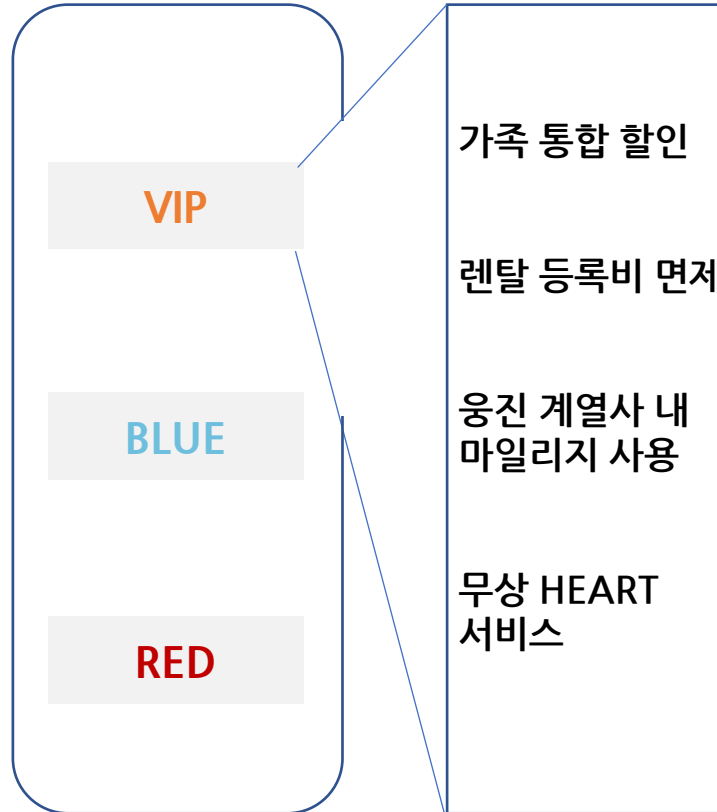 VIP
BLUE
RED
가족 통합 할인
렌탈 등록비 면제
웅진 계열사 내
마일리지 사용
무상 HEART
서비스